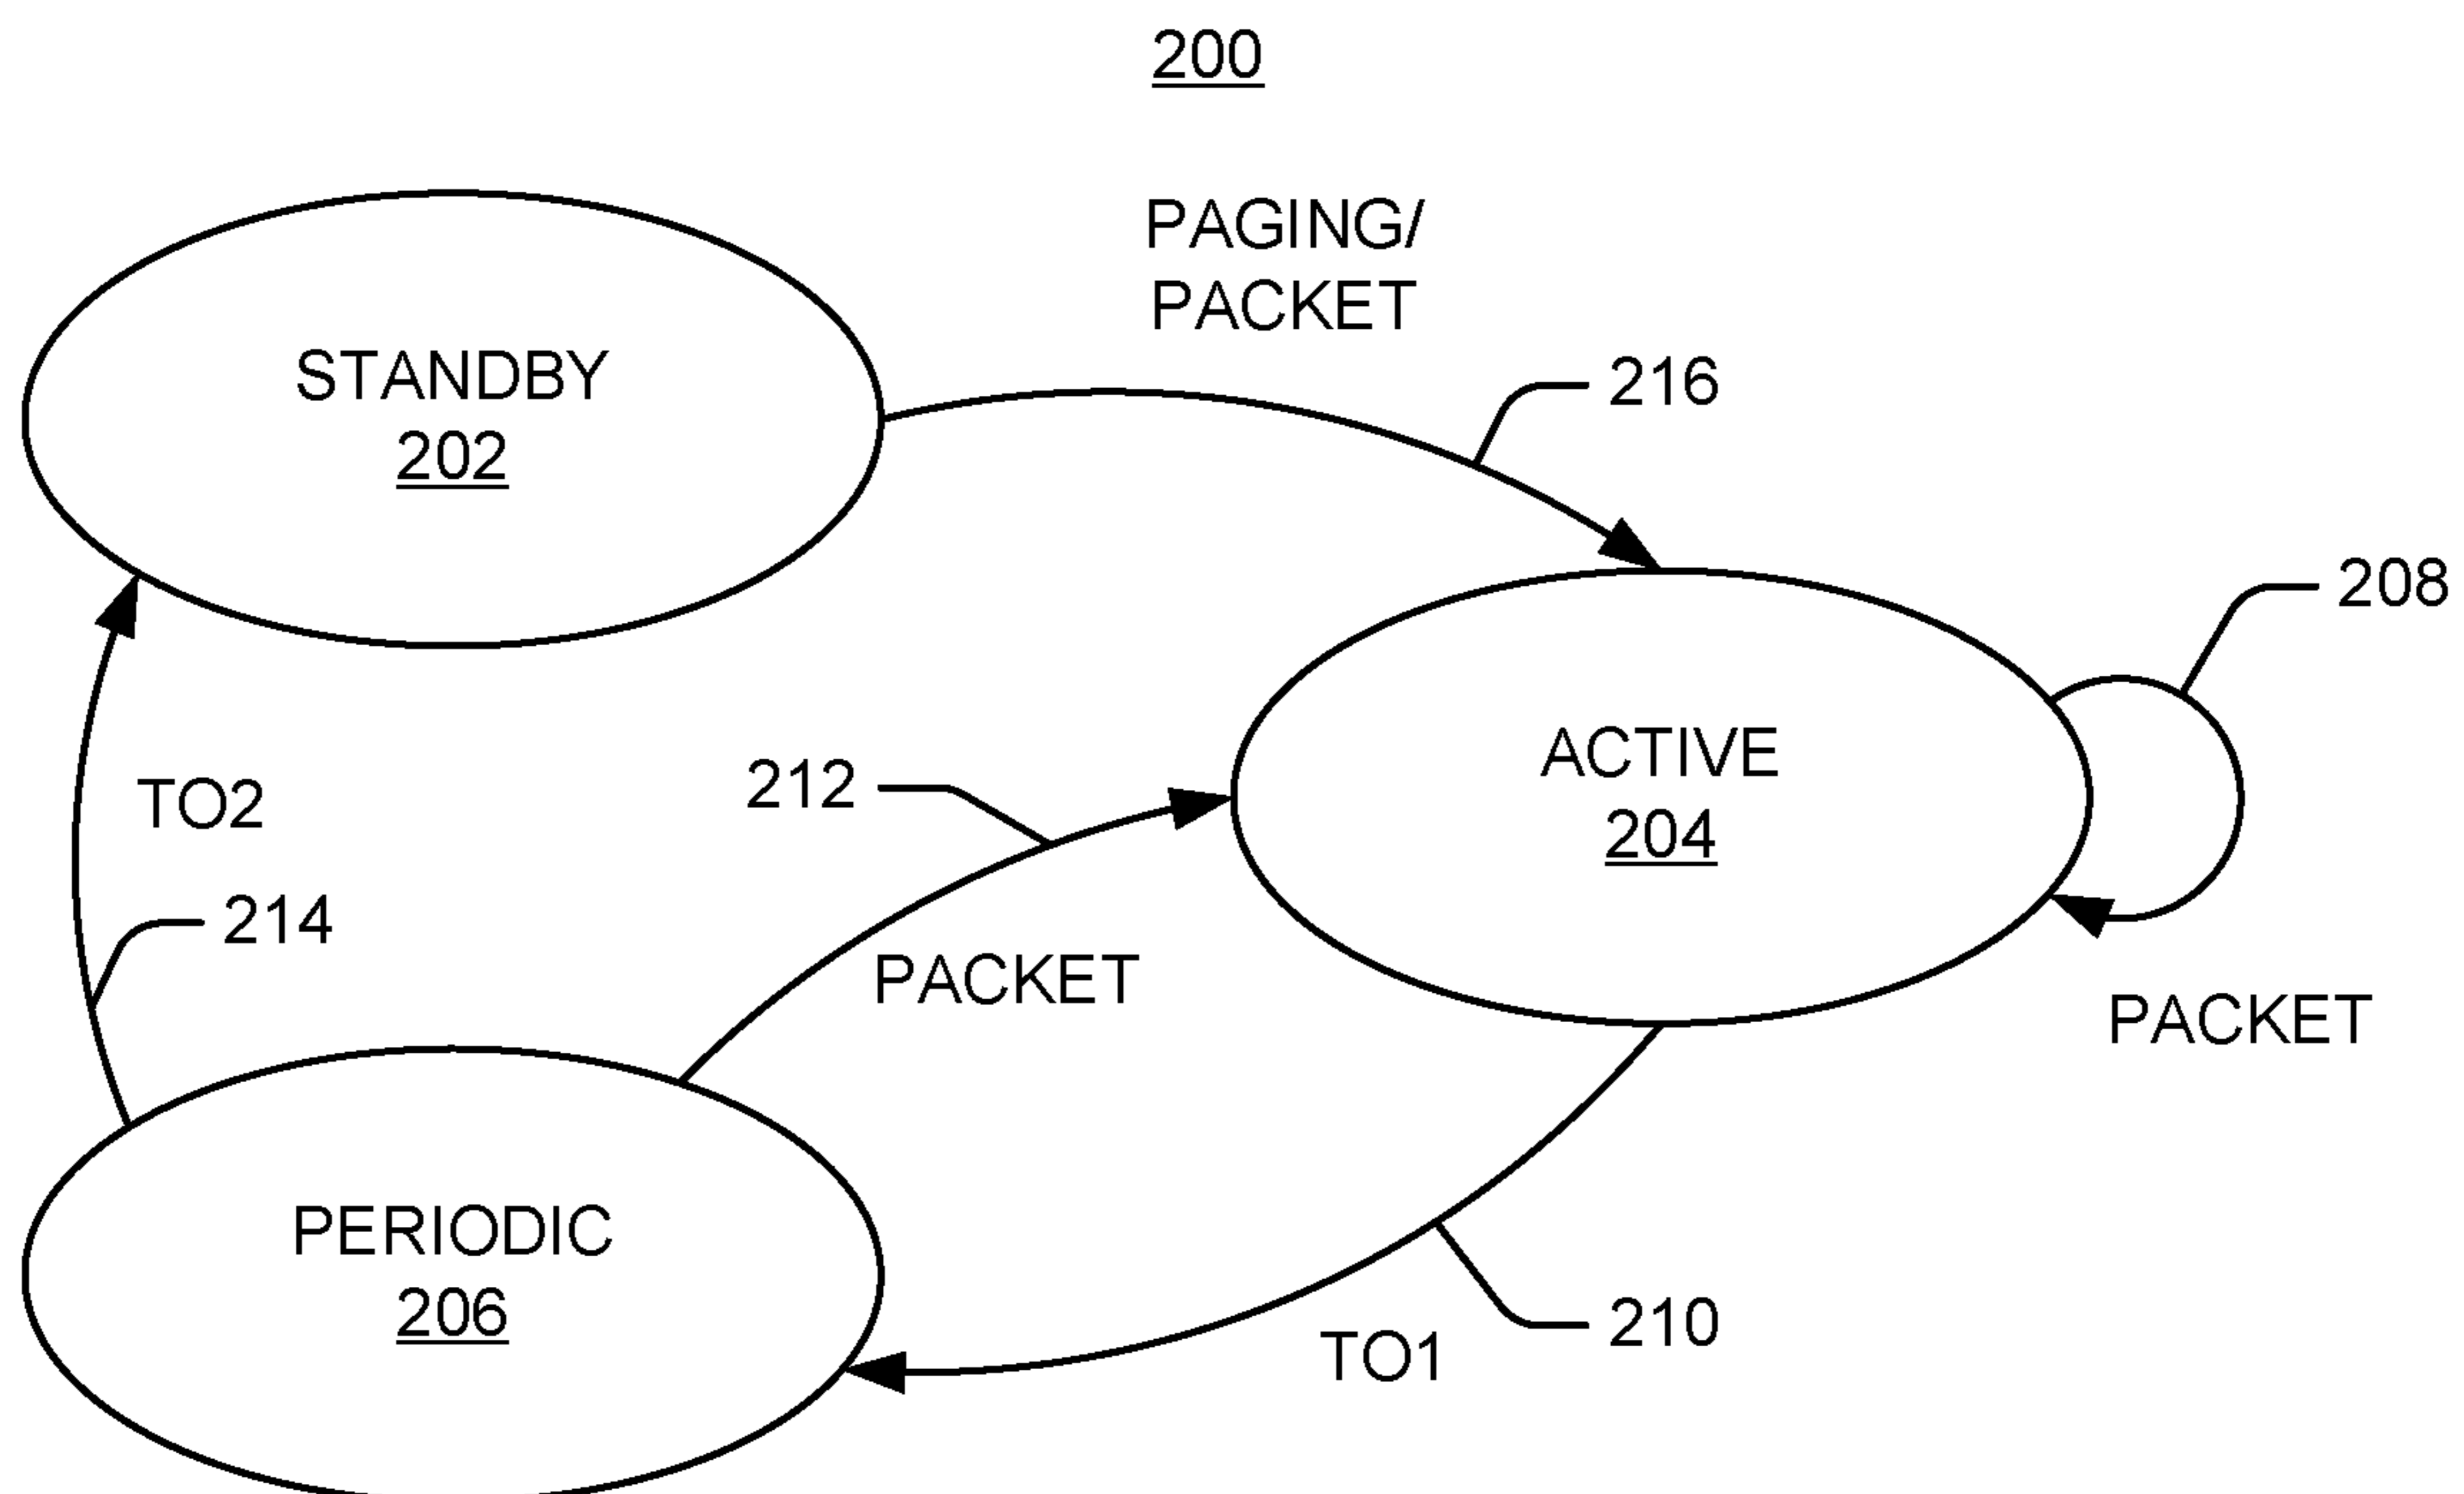 200
PAGING/
PACKET
STANDBY
202
216
208
ACTIVE
204
212
TO2
214
PACKET
PACKET
PERIODIC
206
210
TO1